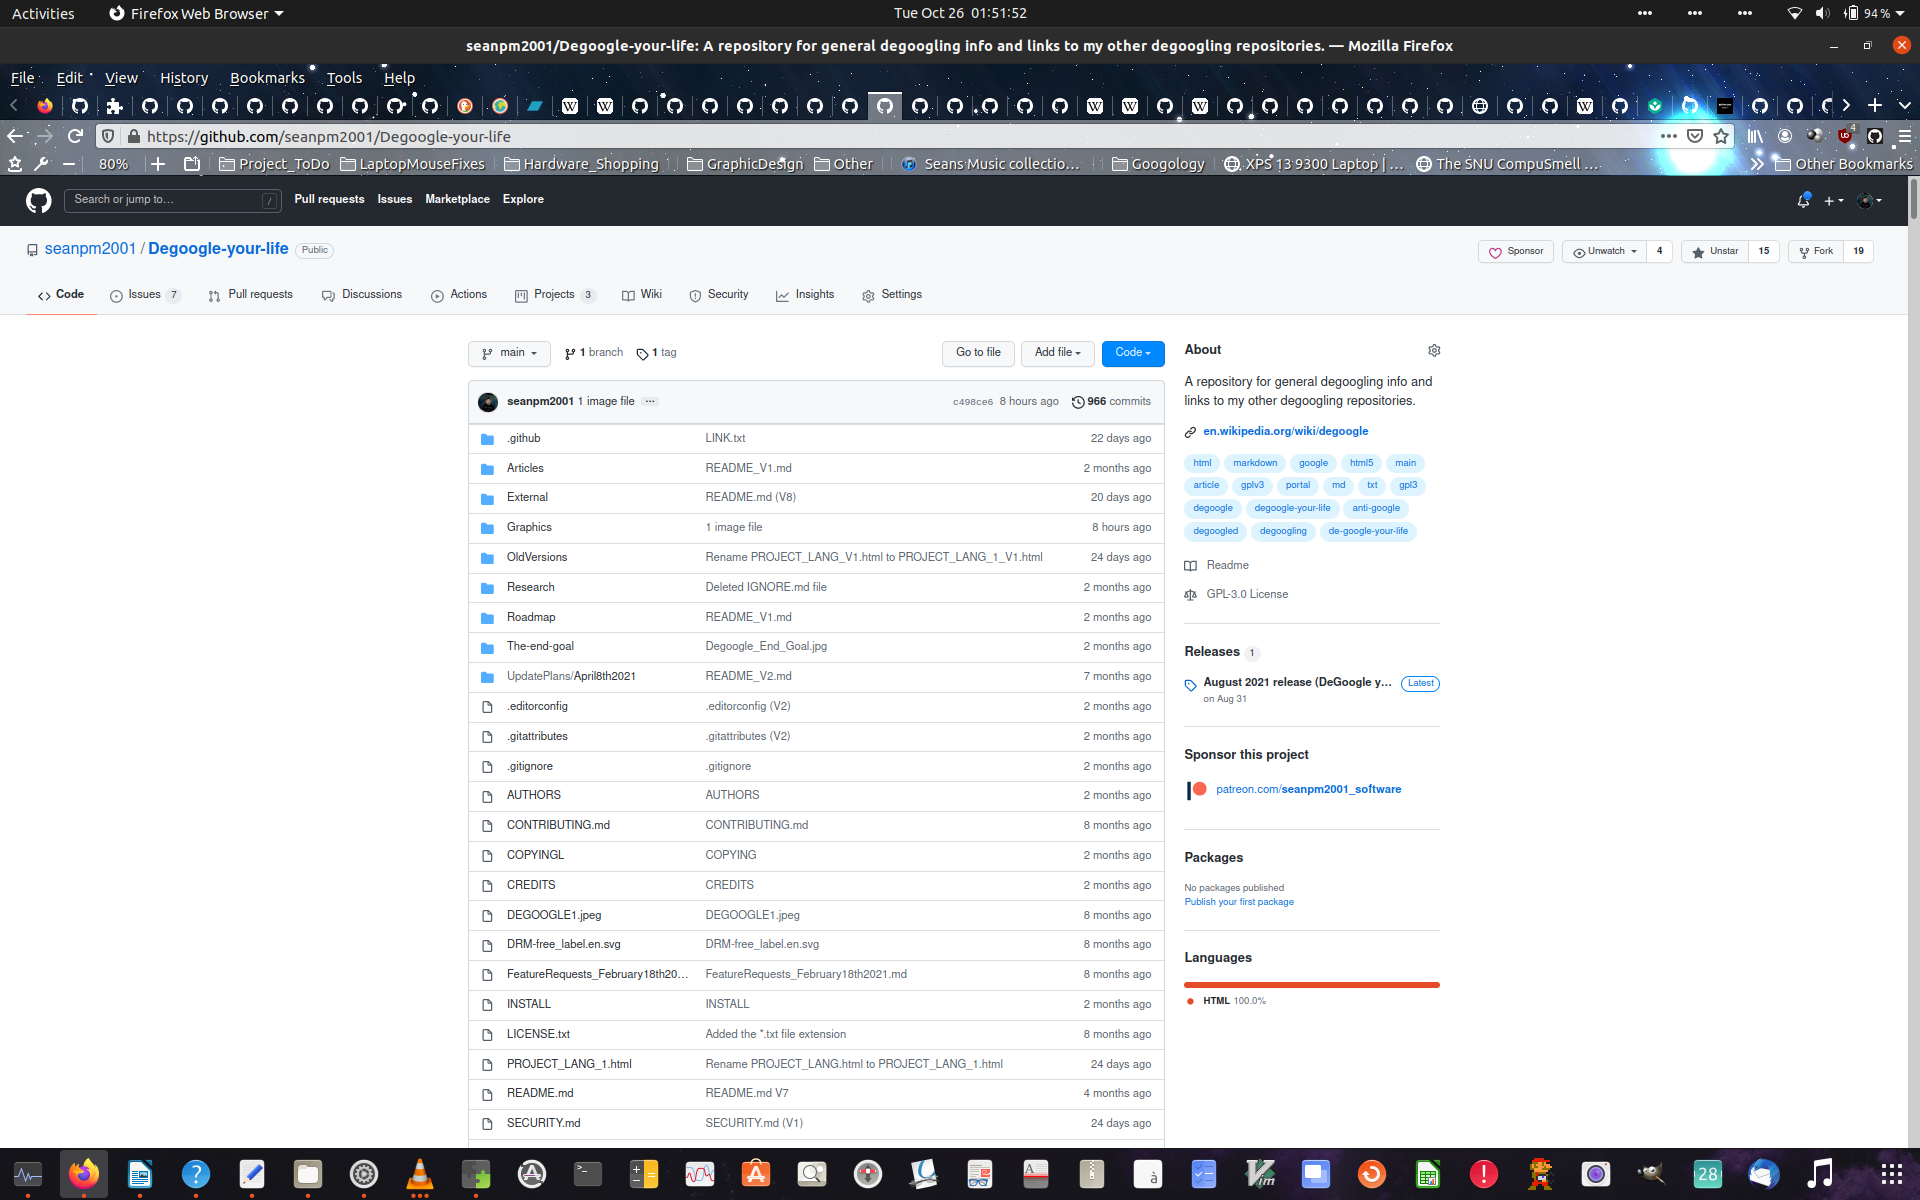 Activities Firefox Web Browser Tue Oct 26 01:51:52 94 %
seanpm2001/Degoogle-your-life: A repository for general degoogling info and links to my other degoogling repositories. — Mozilla Firefox
File Edit View History Bookmarks Tools Help
https://github.com/seanpm2001/Degoogle-your-life
80% Project_ToDo LaptopMouseFixes Hardware_Shopping GraphicDesign Other Seans Music collectio… Googology XPS 13 9300 Laptop | … The SNU CompuSmell … Other Bookmarks
Search or jump to… / Pull requests Issues Marketplace Explore
seanpm2001 / Degoogle-your-life Public Sponsor Unwatch 4 Unstar 15 Fork 19
Code Issues 7 Pull requests Discussions Actions Projects 3 Wiki Security Insights Settings
main 1 branch 1 tag Go to file Add file Code
seanpm2001 1 image file … c498ce6 8 hours ago 966 commits
.github LINK.txt 22 days ago
Articles README_V1.md 2 months ago
External README.md (V8) 20 days ago
Graphics 1 image file 8 hours ago
OldVersions Rename PROJECT_LANG_V1.html to PROJECT_LANG_1_V1.html 24 days ago
Research Deleted IGNORE.md file 2 months ago
Roadmap README_V1.md 2 months ago
The-end-goal Degoogle_End_Goal.jpg 2 months ago
UpdatePlans/April8th2021 README_V2.md 7 months ago
.editorconfig .editorconfig (V2) 2 months ago
.gitattributes .gitattributes (V2) 2 months ago
.gitignore .gitignore 2 months ago
AUTHORS AUTHORS 2 months ago
CONTRIBUTING.md CONTRIBUTING.md 8 months ago
COPYINGL COPYING 2 months ago
CREDITS CREDITS 2 months ago
DEGOOGLE1.jpeg DEGOOGLE1.jpeg 8 months ago
DRM-free_label.en.svg DRM-free_label.en.svg 8 months ago
FeatureRequests_February18th20… FeatureRequests_February18th2021.md 8 months ago
INSTALL INSTALL 2 months ago
LICENSE.txt Added the *.txt file extension 8 months ago
PROJECT_LANG_1.html Rename PROJECT_LANG.html to PROJECT_LANG_1.html 24 days ago
README.md README.md V7 4 months ago
SECURITY.md SECURITY.md (V1) 24 days ago
About
A repository for general degoogling info and
links to my other degoogling repositories.
en.wikipedia.org/wiki/degoogle
html markdown google html5 main
article gplv3 portal md txt gpl3
degoogle degoogle-your-life anti-google
degoogled degoogling de-google-your-life
Readme
GPL-3.0 License
Releases 1
August 2021 release (DeGoogle y… Latest
on Aug 31
Sponsor this project
patreon.com/seanpm2001_software
Packages
No packages published
Publish your first package
Languages
HTML 100.0%
28